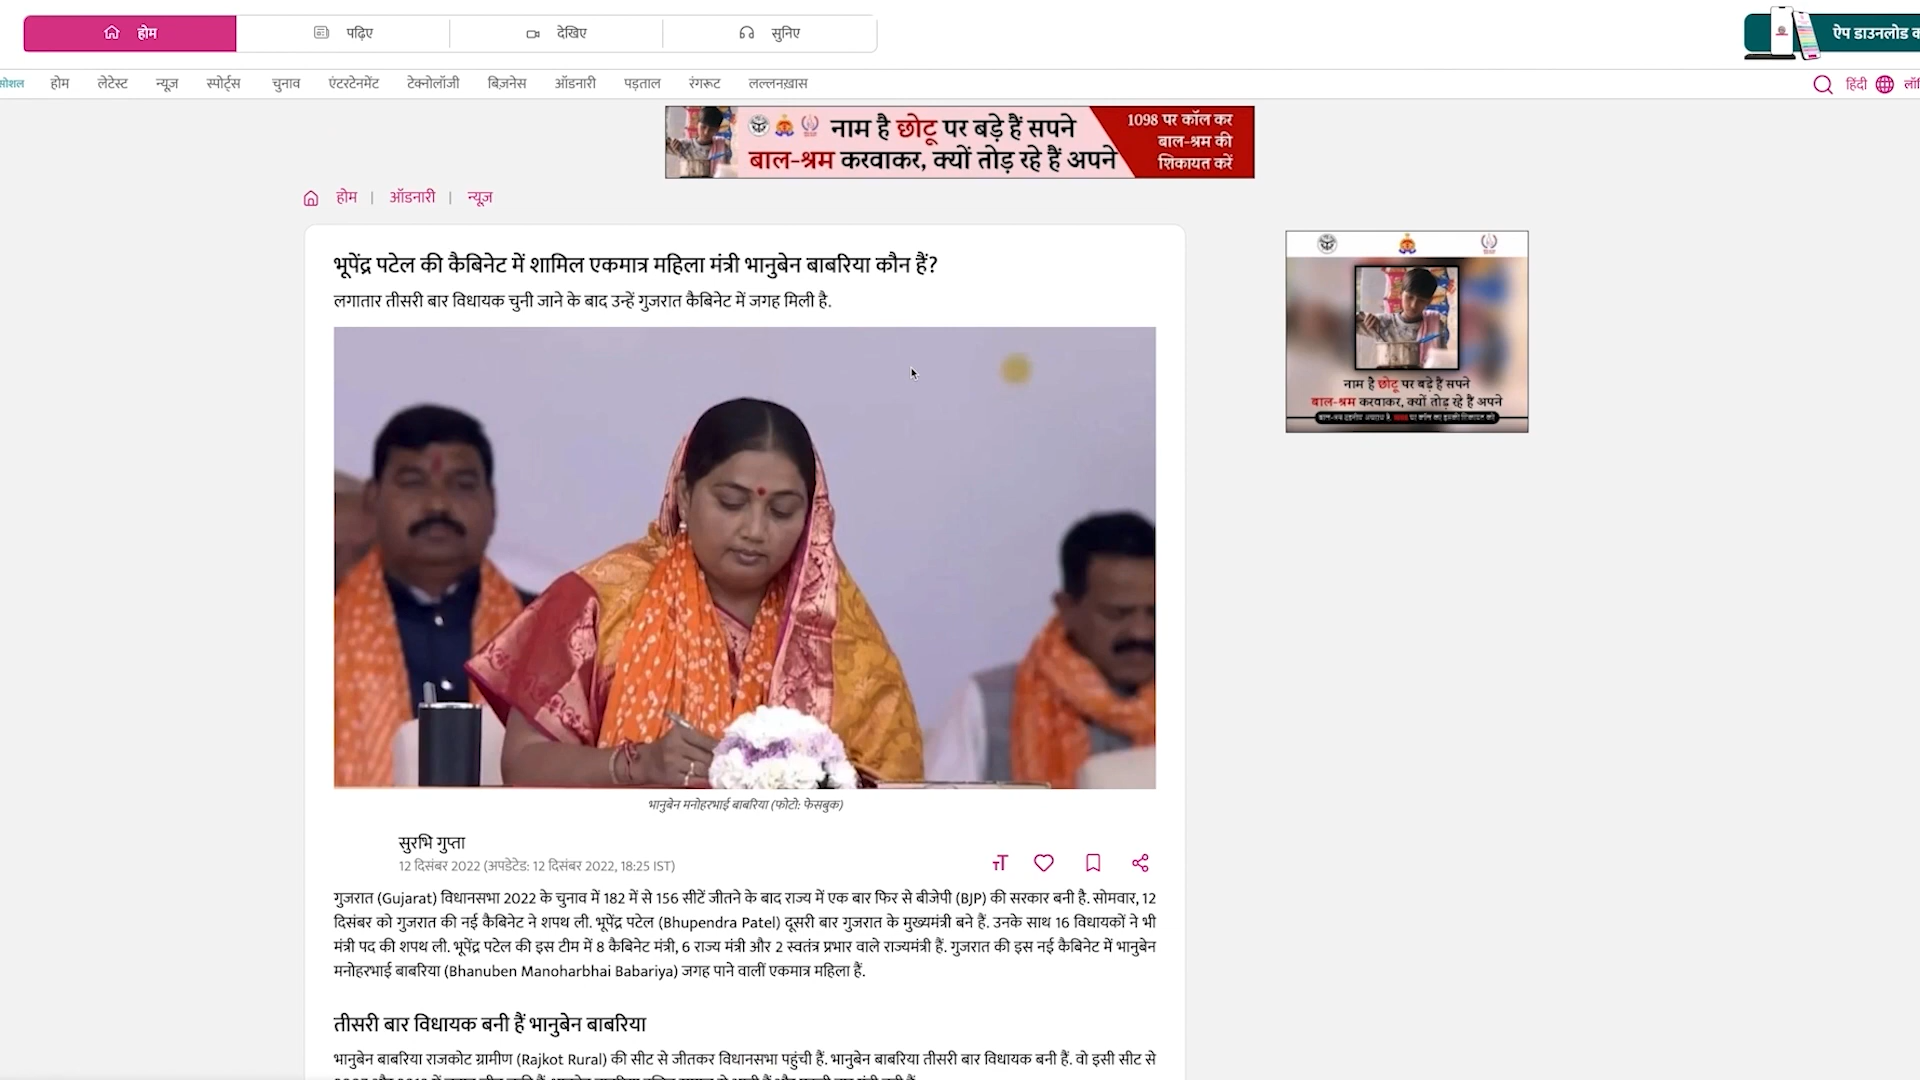 होम
पढ़िए
देखिए
सुनिए
ऐप डाउनलोड
सोशल होम लेटेस्ट न्यूज़ स्पोर्ट्स चुनाव एंटरटेनमेंट टेक्नोलॉजी बिज़नेस ऑडनारी पड़ताल रंगरूट लल्लनख़ास
हिंदी
नाम है छोटू पर बड़े हैं सपने
बाल-श्रम करवाकर, क्यों तोड़ रहे हैं अपने
1098 पर कॉल कर
बाल-श्रम की
शिकायत करें
होम | ऑडनारी | न्यूज़
भूपेंद्र पटेल की कैबिनेट में शामिल एकमात्र महिला मंत्री भानुबेन बाबरिया कौन हैं?
लगातार तीसरी बार विधायक चुनी जाने के बाद उन्हें गुजरात कैबिनेट में जगह मिली है.
नाम है छोटू पर बड़े हैं सपने
बाल-श्रम करवाकर, क्यों तोड़ रहे हैं अपने
भानुबेन मनोहरभाई बाबरिया (फोटो: फेसबुक)
सुरभि गुप्ता
12 दिसंबर 2022 (अपडेटेड: 12 दिसंबर 2022, 18:25 IST)
गुजरात (Gujarat) विधानसभा 2022 के चुनाव में 182 में से 156 सीटें जीतने के बाद राज्य में एक बार फिर से बीजेपी (BJP) की सरकार बनी है. सोमवार, 12
दिसंबर को गुजरात की नई कैबिनेट ने शपथ ली. भूपेंद्र पटेल (Bhupendra Patel) दूसरी बार गुजरात के मुख्यमंत्री बने हैं. उनके साथ 16 विधायकों ने भी
मंत्री पद की शपथ ली. भूपेंद्र पटेल की इस टीम में 8 कैबिनेट मंत्री, 6 राज्य मंत्री और 2 स्वतंत्र प्रभार वाले राज्यमंत्री हैं. गुजरात की इस नई कैबिनेट में भानुबेन
मनोहरभाई बाबरिया (Bhanuben Manoharbhai Babariya) जगह पाने वालीं एकमात्र महिला हैं.
तीसरी बार विधायक बनी हैं भानुबेन बाबरिया
भानुबेन बाबरिया राजकोट ग्रामीण (Rajkot Rural) की सीट से जीतकर विधानसभा पहुंची हैं. भानुबेन बाबरिया तीसरी बार विधायक बनी हैं. वो इसी सीट से